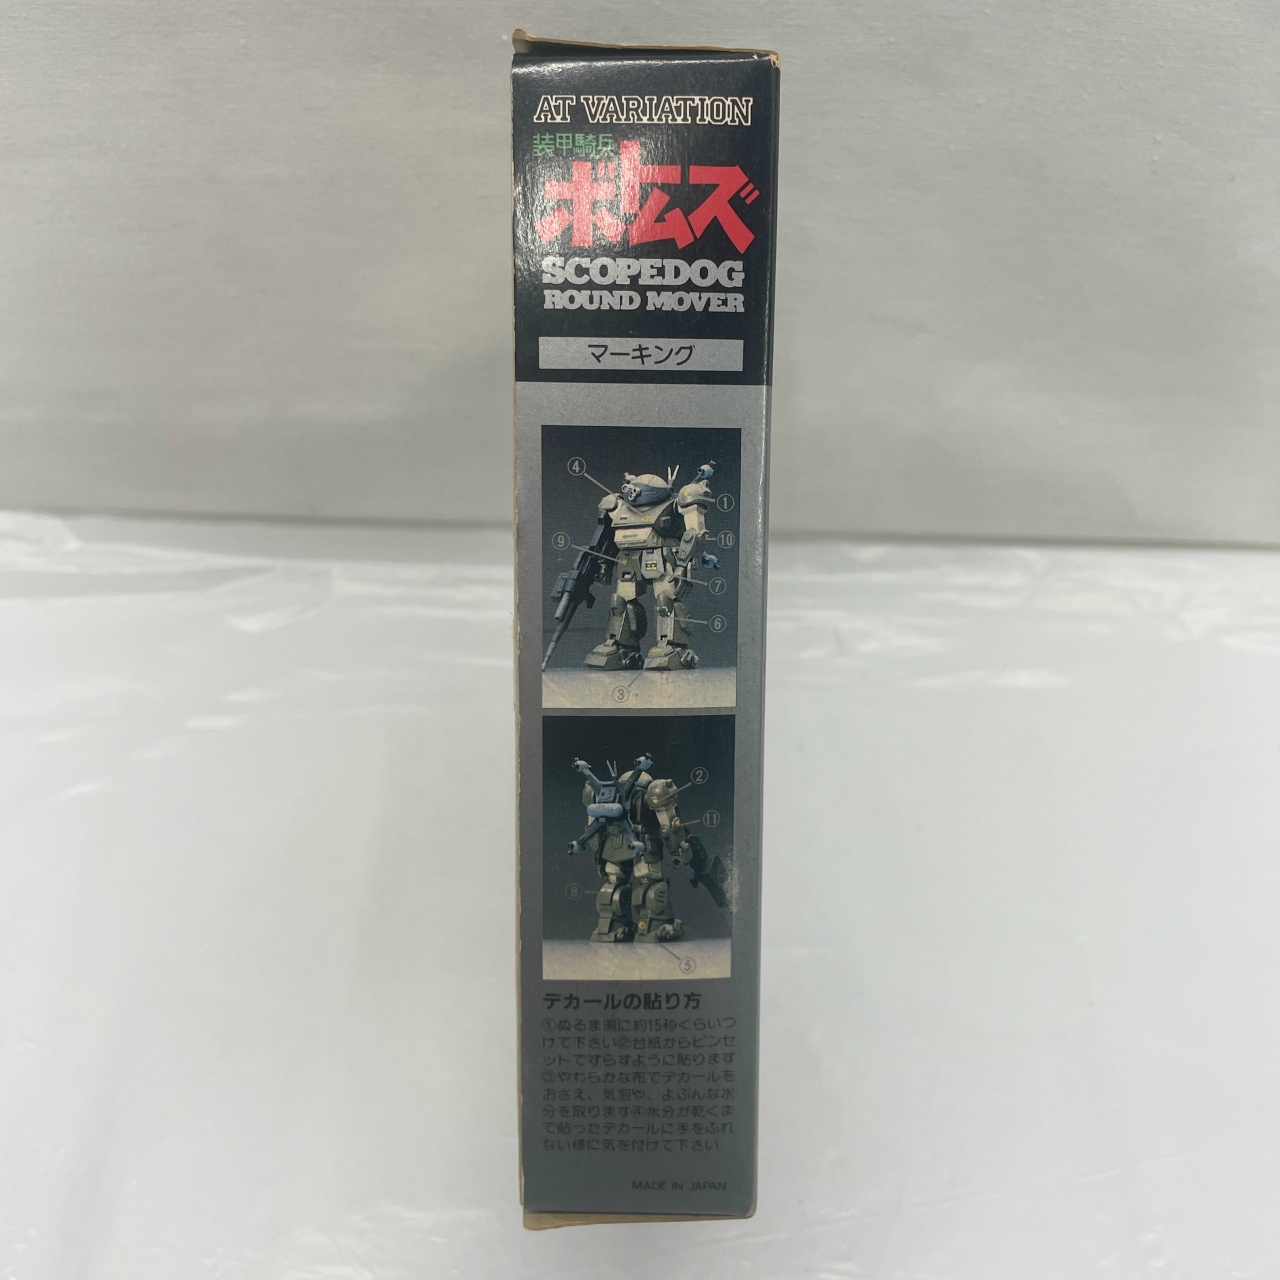 AT VARIATION
装甲騎兵
ボトムズ
SCOPEDOG
ROUND MOVER
マーキング
④
①
⑨
⑩
⑦
⑥
③
②
⑪
⑧
⑤
デカールの貼り方
①ぬるま湯に約15秒くらいつ
けて下さい②台紙からピンセ
ットでずらすように貼ります
③やわらかな布でデカールを
おさえ、気泡や、よぶんな水
分を取ります④水分が乾くま
で貼ったデカールに手をふれ
ない様に気を付けて下さい
MADE IN JAPAN